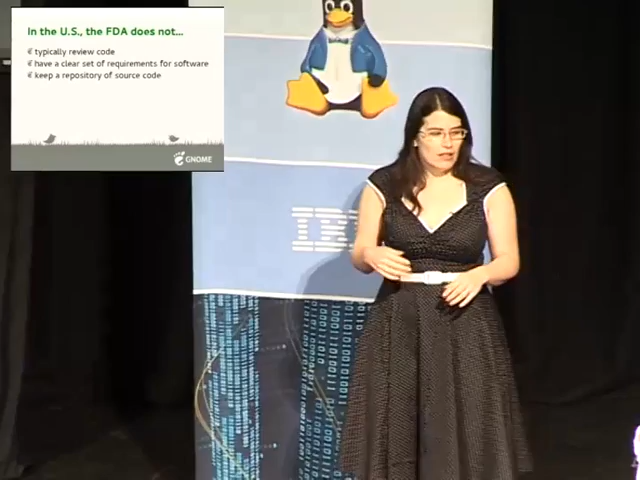 In the U.S., the FDA does not...
typically review code
have a clear set of requirements for software
keep a repository of source code
GNOME
IBM